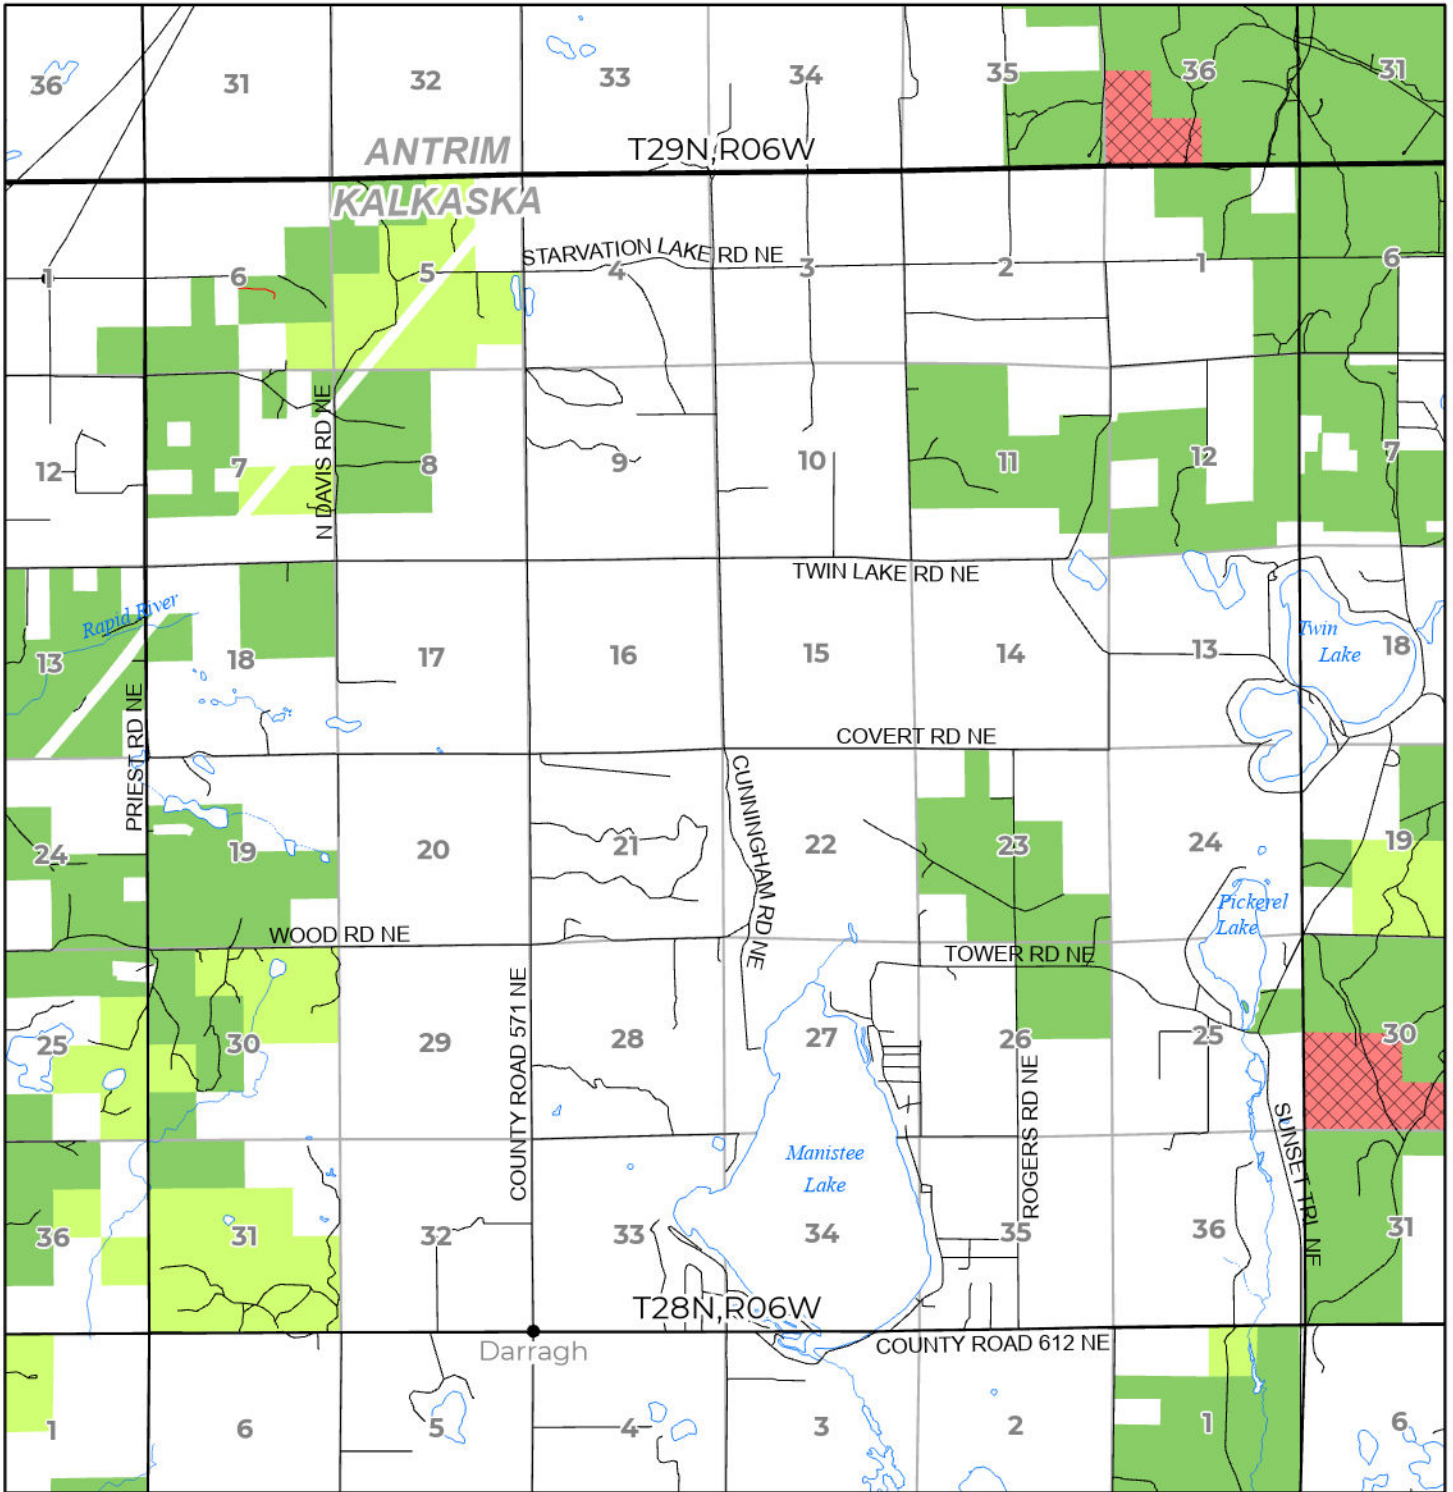 36 31 32 33 34 35 36 31
ANTRIM
T29N,R06W
KALKASKA
STARVATION LAKE RD NE
1 6 5 4 3 2 1 6
N DAVIS RD NE
12 7 8 9 10 11 12 7
TWIN LAKE RD NE
Rapid River
Twin
Lake
13 18 17 16 15 14 13 18
PRIEST RD NE
COVERT RD NE
CUNNINGHAM RD NE
24 19 20 21 22 23 24 19
Pickerel
Lake
WOOD RD NE
TOWER RD NE
COUNTY ROAD 571 NE
25 30 29 28 27 26 25 30
ROGERS RD NE
SUNSET TRL NE
Manistee
Lake
36 31 32 33 34 35 36 31
T28N,R06W
Darragh
COUNTY ROAD 612 NE
1 6 5 4 3 2 1 6